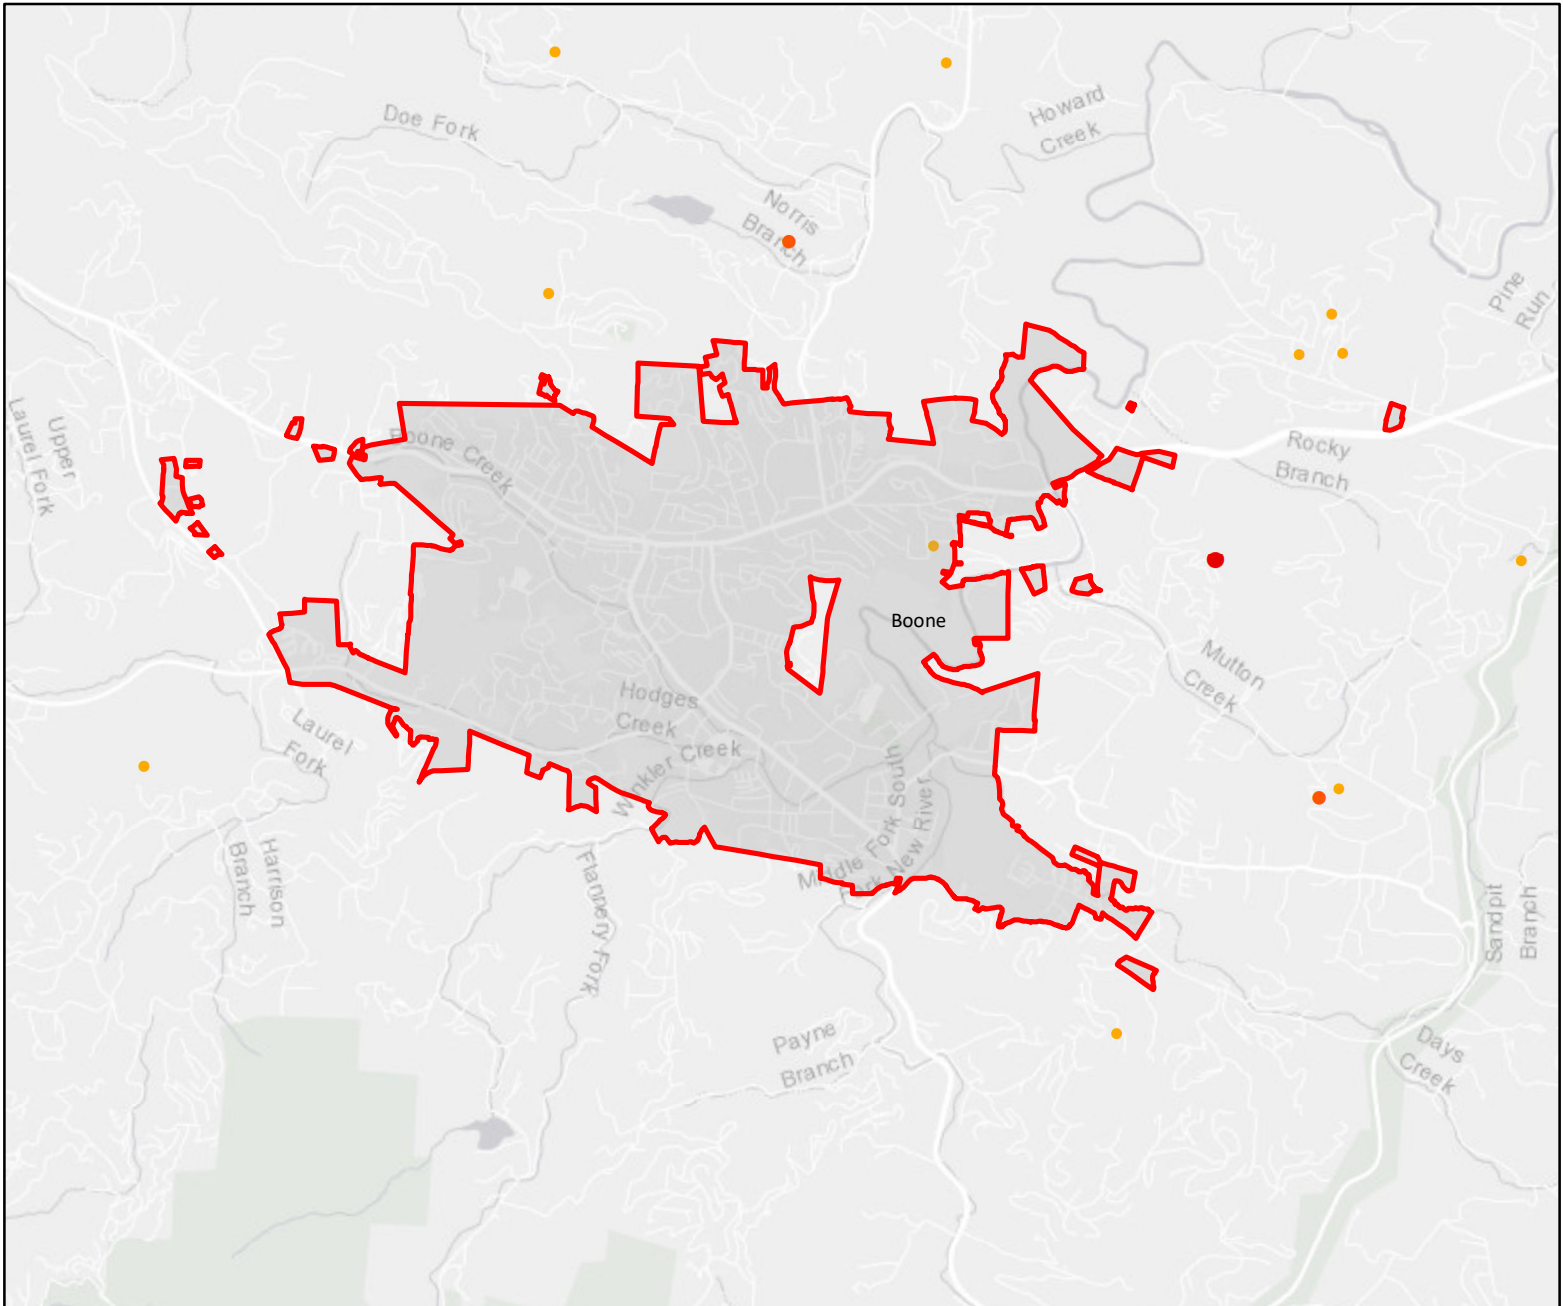 Doe Fork
Howard
Creek
Norris
Branch
Pine
Run
Upper
Laurel Fork
Boone Creek
Rocky
Branch
Boone
Mutton
Creek
Hodges
Creek
Laurel
Fork
Winkler Creek
Middle Fork South
Fork New River
Harrison
Branch
Flannery Fork
Sandpit
Branch
Payne
Branch
Days
Creek